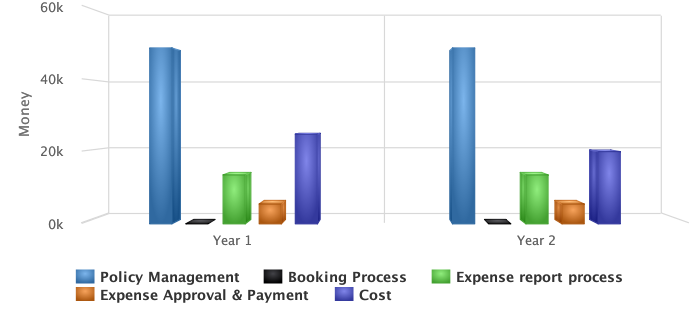 60k
40k
20k
0k
Money
Year 1 Year 2
Policy Management Booking Process Expense report process
Expense Approval & Payment Cost